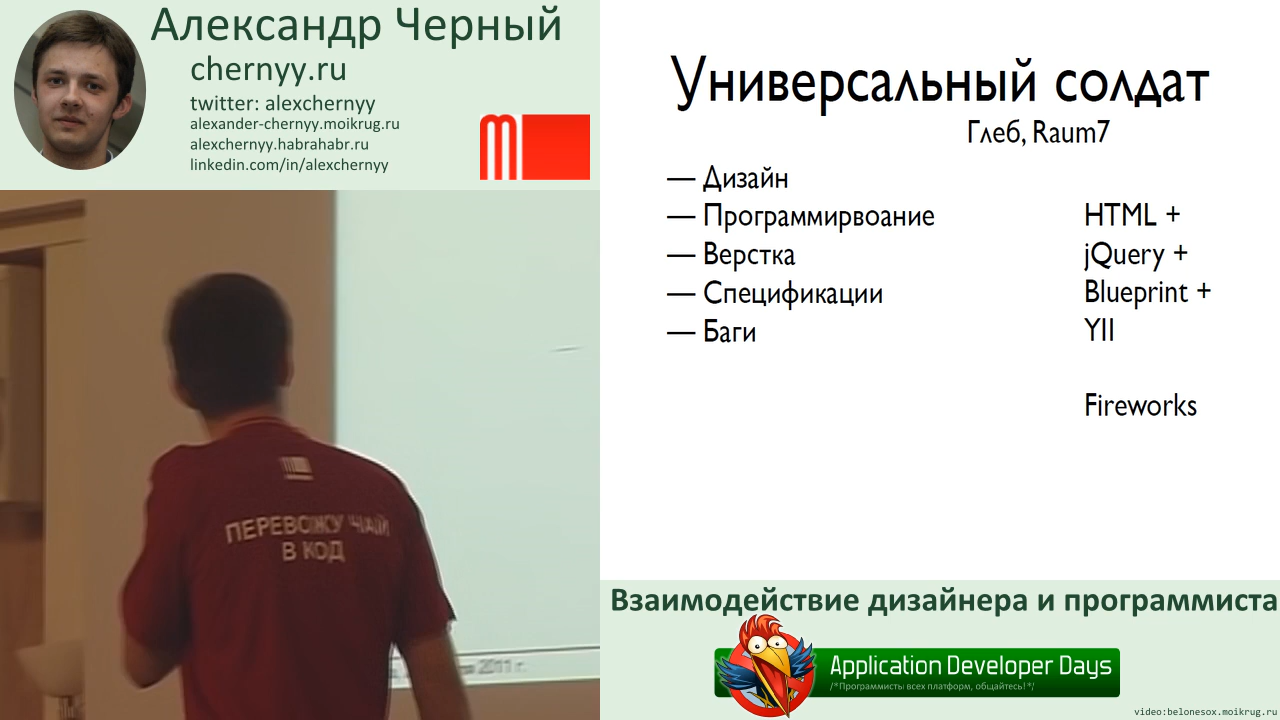 Александр Черный
chernyy.ru
twitter: alexchernyy
alexander-chernyy.moikrug.ru
alexchernyy.habrahabr.ru
linkedin.com/in/alexchernyy
m
Универсальный солдат
Глеб, Raum7
— Дизайн
— Программирвоание
HTML +
— Верстка
jQuery +
— Спецификации
Blueprint +
— Баги
YII
Fireworks
ПЕРЕВОЖУ ЧАЙ
В КОД
2011 г.
Взаимодействие дизайнера и программиста
Application Developer Days
/*Программисты всех платформ, общайтесь!*/
video:belonesox.moikrug.ru